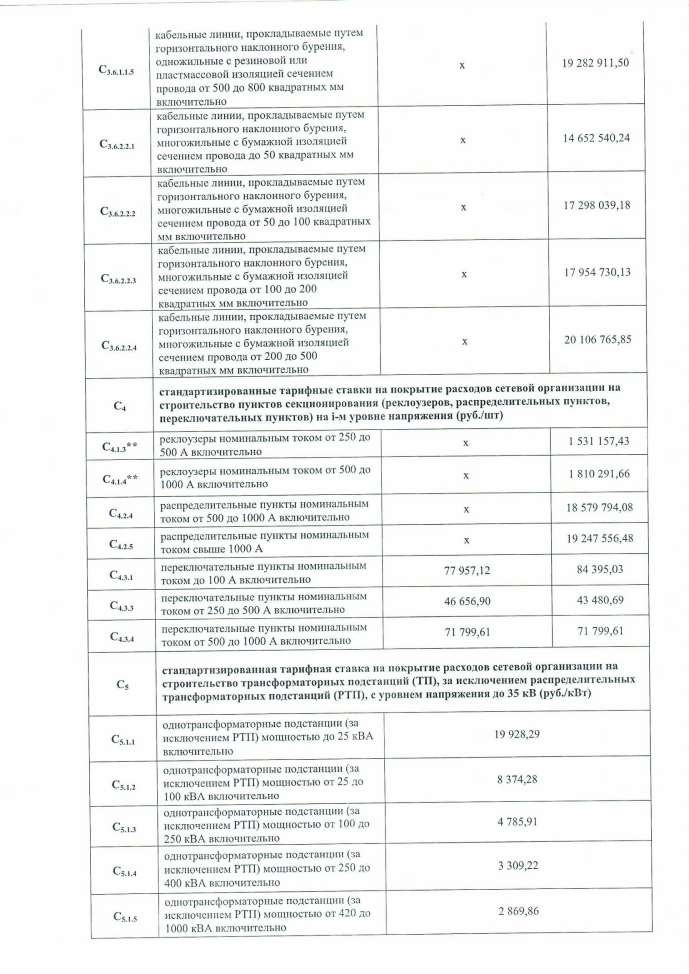 кабельные линии, прокладываемые путем
горизонтального наклонного бурения,
одножильные с резиновой или
пластмассовой изоляцией сечением
провода от 500 до 800 квадратных мм
включительно
C3.6.1.1.5
x
19 282 911,50
кабельные линии, прокладываемые путем
горизонтального наклонного бурения,
многожильные с бумажной изоляцией
сечением провода до 50 квадратных мм
включительно
C3.6.2.2.1
x
14 652 540,24
кабельные линии, прокладываемые путем
горизонтального наклонного бурения,
многожильные с бумажной изоляцией
сечением провода от 50 до 100 квадратных
мм включительно
C3.6.2.2.2
x
17 298 039,18
кабельные линии, прокладываемые путем
горизонтального наклонного бурения,
многожильные с бумажной изоляцией
сечением провода от 100 до 200
квадратных мм включительно
C3.6.2.2.3
x
17 954 730,13
кабельные линии, прокладываемые путем
горизонтального наклонного бурения,
многожильные с бумажной изоляцией
сечением провода от 200 до 500
квадратных мм включительно
C3.6.2.2.4
x
20 106 765,85
C4
стандартизированные тарифные ставки на покрытие расходов сетевой организации на
строительство пунктов секционирования (реклоузеров, распределительных пунктов,
переключательных пунктов) на i-м уровне напряжения (руб./шт)
C4.1.3**
реклоузеры номинальным током от 250 до
500 А включительно
x
1 531 157,43
C4.1.4**
реклоузеры номинальным током от 500 до
1000 А включительно
x
1 810 291,66
C4.2.4
распределительные пункты номинальным
током от 500 до 1000 А включительно
x
18 579 794,08
C4.2.5
распределительные пункты номинальным
током свыше 1000 А
x
19 247 556,48
C4.3.1
переключательные пункты номинальным
током до 100 А включительно
77 957,12
84 395,03
C4.3.3
переключательные пункты номинальным
током от 250 до 500 А включительно
46 656,90
43 480,69
C4.3.4
переключательные пункты номинальным
током от 500 до 1000 А включительно
71 799,61
71 799,61
C5
стандартизированная тарифная ставка на покрытие расходов сетевой организации на
строительство трансформаторных подстанций (ТП), за исключением распределительных
трансформаторных подстанций (РТП), с уровнем напряжения до 35 кВ (руб./кВт)
C5.1.1
однотрансформаторные подстанции (за
исключением РТП) мощностью до 25 кВА
включительно
19 928,29
C5.1.2
однотрансформаторные подстанции (за
исключением РТП) мощностью от 25 до
100 кВА включительно
8 374,28
C5.1.3
однотрансформаторные подстанции (за
исключением РТП) мощностью от 100 до
250 кВА включительно
4 785,91
C5.1.4
однотрансформаторные подстанции (за
исключением РТП) мощностью от 250 до
400 кВА включительно
3 309,22
C5.1.5
однотрансформаторные подстанции (за
исключением РТП) мощностью от 420 до
1000 кВА включительно
2 869,86